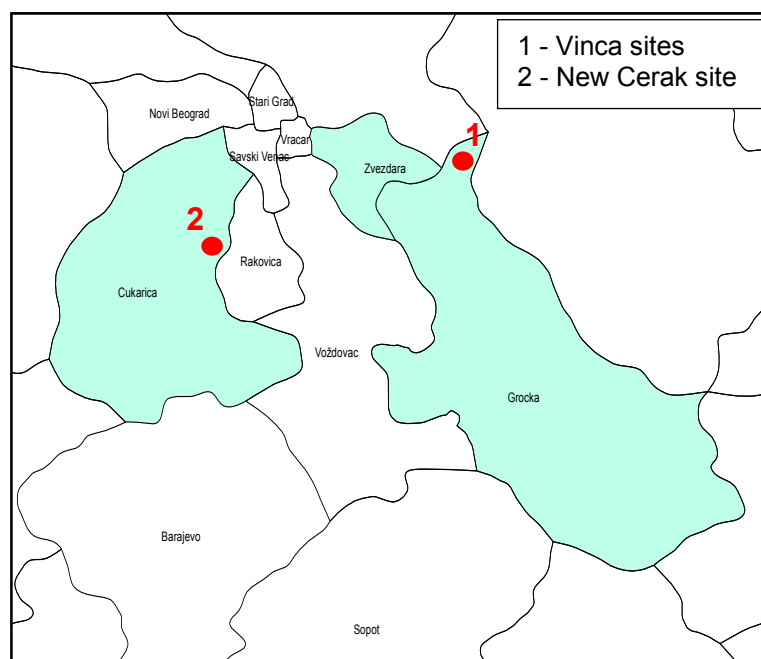 1 - Vinca sites
2 - New Cerak site
Stari Grad
Novi Beograd
Vracar
Savski Venac
1
Zvezdara
2
Rakovica
Cukarica
Voždovac
Grocka
Barajevo
Sopot